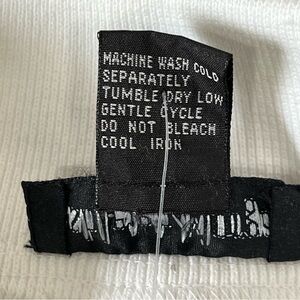 MACHINE WASH COLD
SEPARATELY
TUMBLE DRY LOW
GENTLE CYCLE
DO NOT BLEACH
COOL IRON